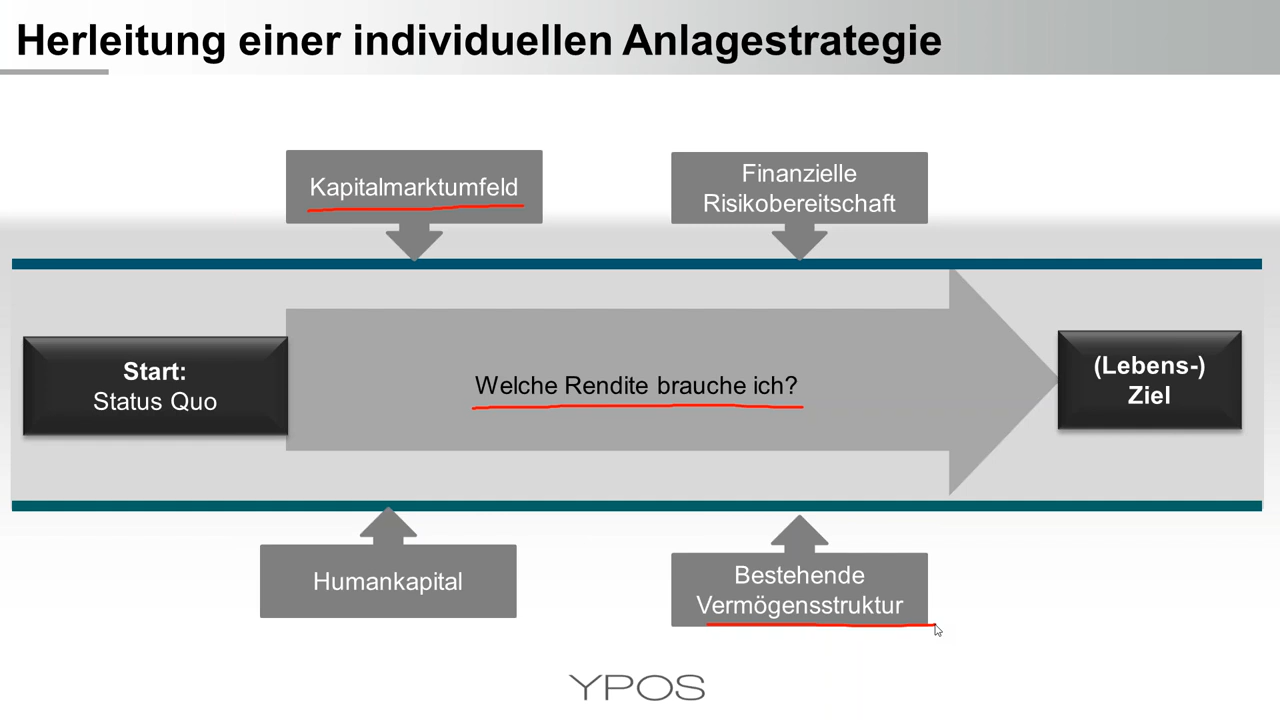 Herleitung einer individuellen Anlagestrategie
Kapitalmarktumfeld
Finanzielle
Risikobereitschaft
Start:
Status Quo
Welche Rendite brauche ich?
(Lebens-)
Ziel
Humankapital
Bestehende
Vermögensstruktur
YPOS